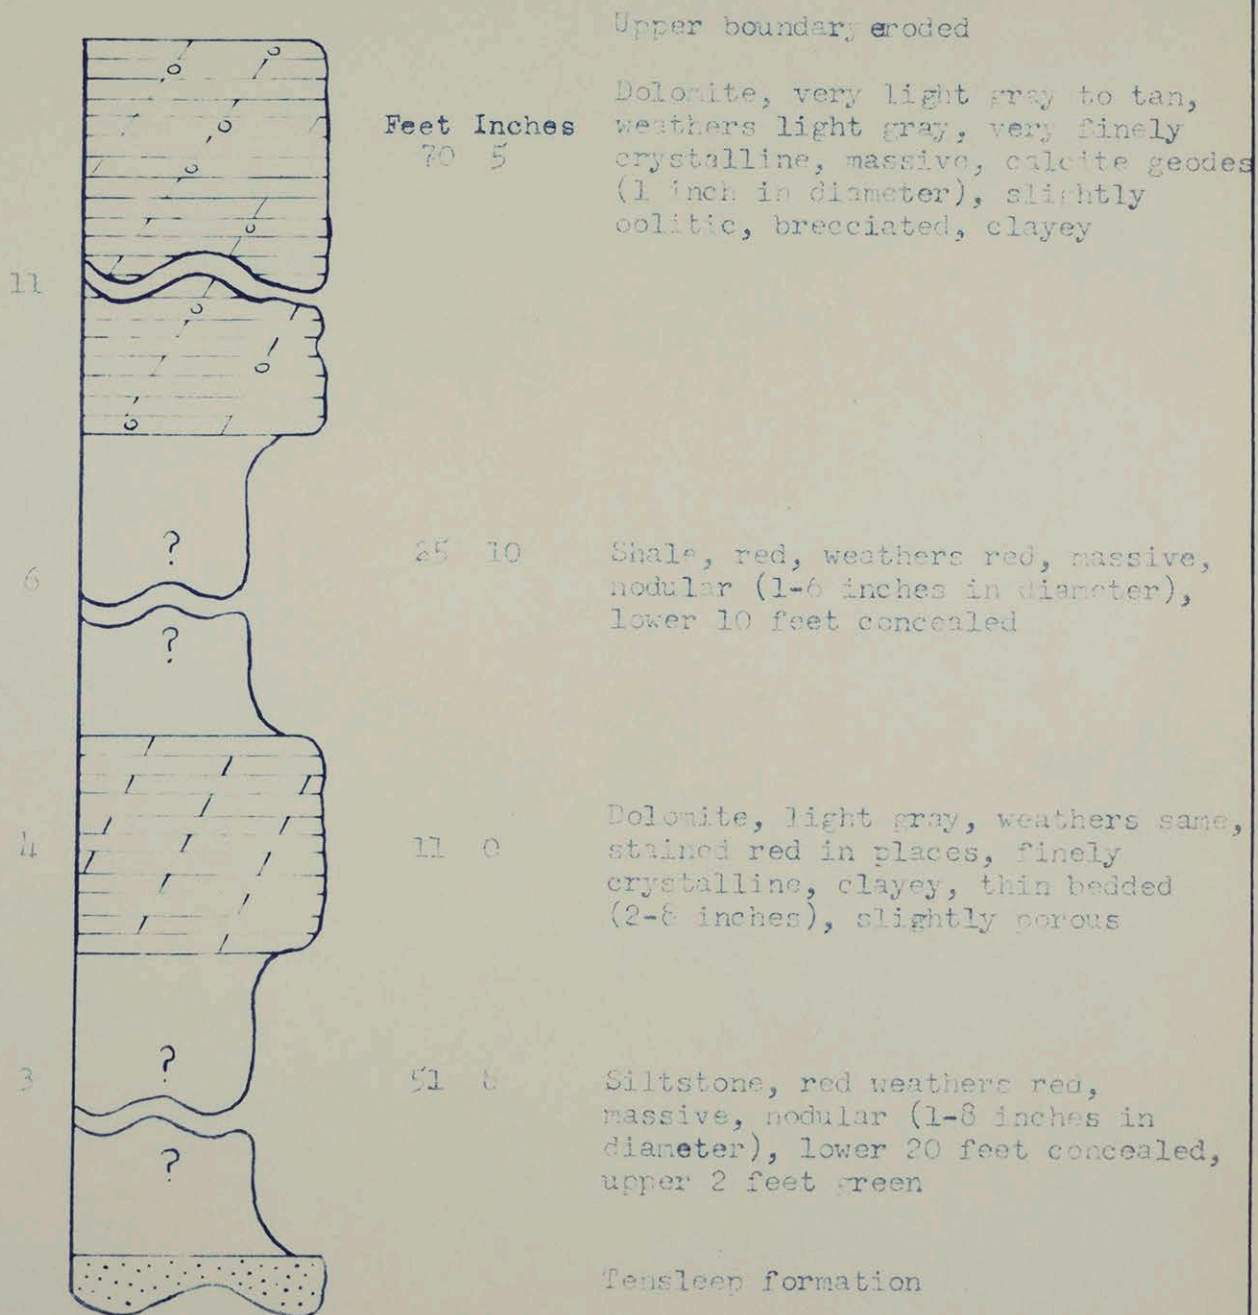 Upper boundary eroded
Feet Inches
70 5
Dolomite, very light gray to tan,
weathers light gray, very finely
crystalline, massive, calcite geodes
(1 inch in diameter), slightly
oolitic, brecciated, clayey
11
?
6
25 10
Shale, red, weathers red, massive,
nodular (1-6 inches in diameter),
lower 10 feet concealed
?
4
11 0
Dolomite, light gray, weathers same,
stained red in places, finely
crystalline, clayey, thin bedded
(2-8 inches), slightly porous
?
3
51
Siltstone, red weathers red,
massive, nodular (1-8 inches in
diameter), lower 20 feet concealed,
upper 2 feet green
?
Tensleep formation